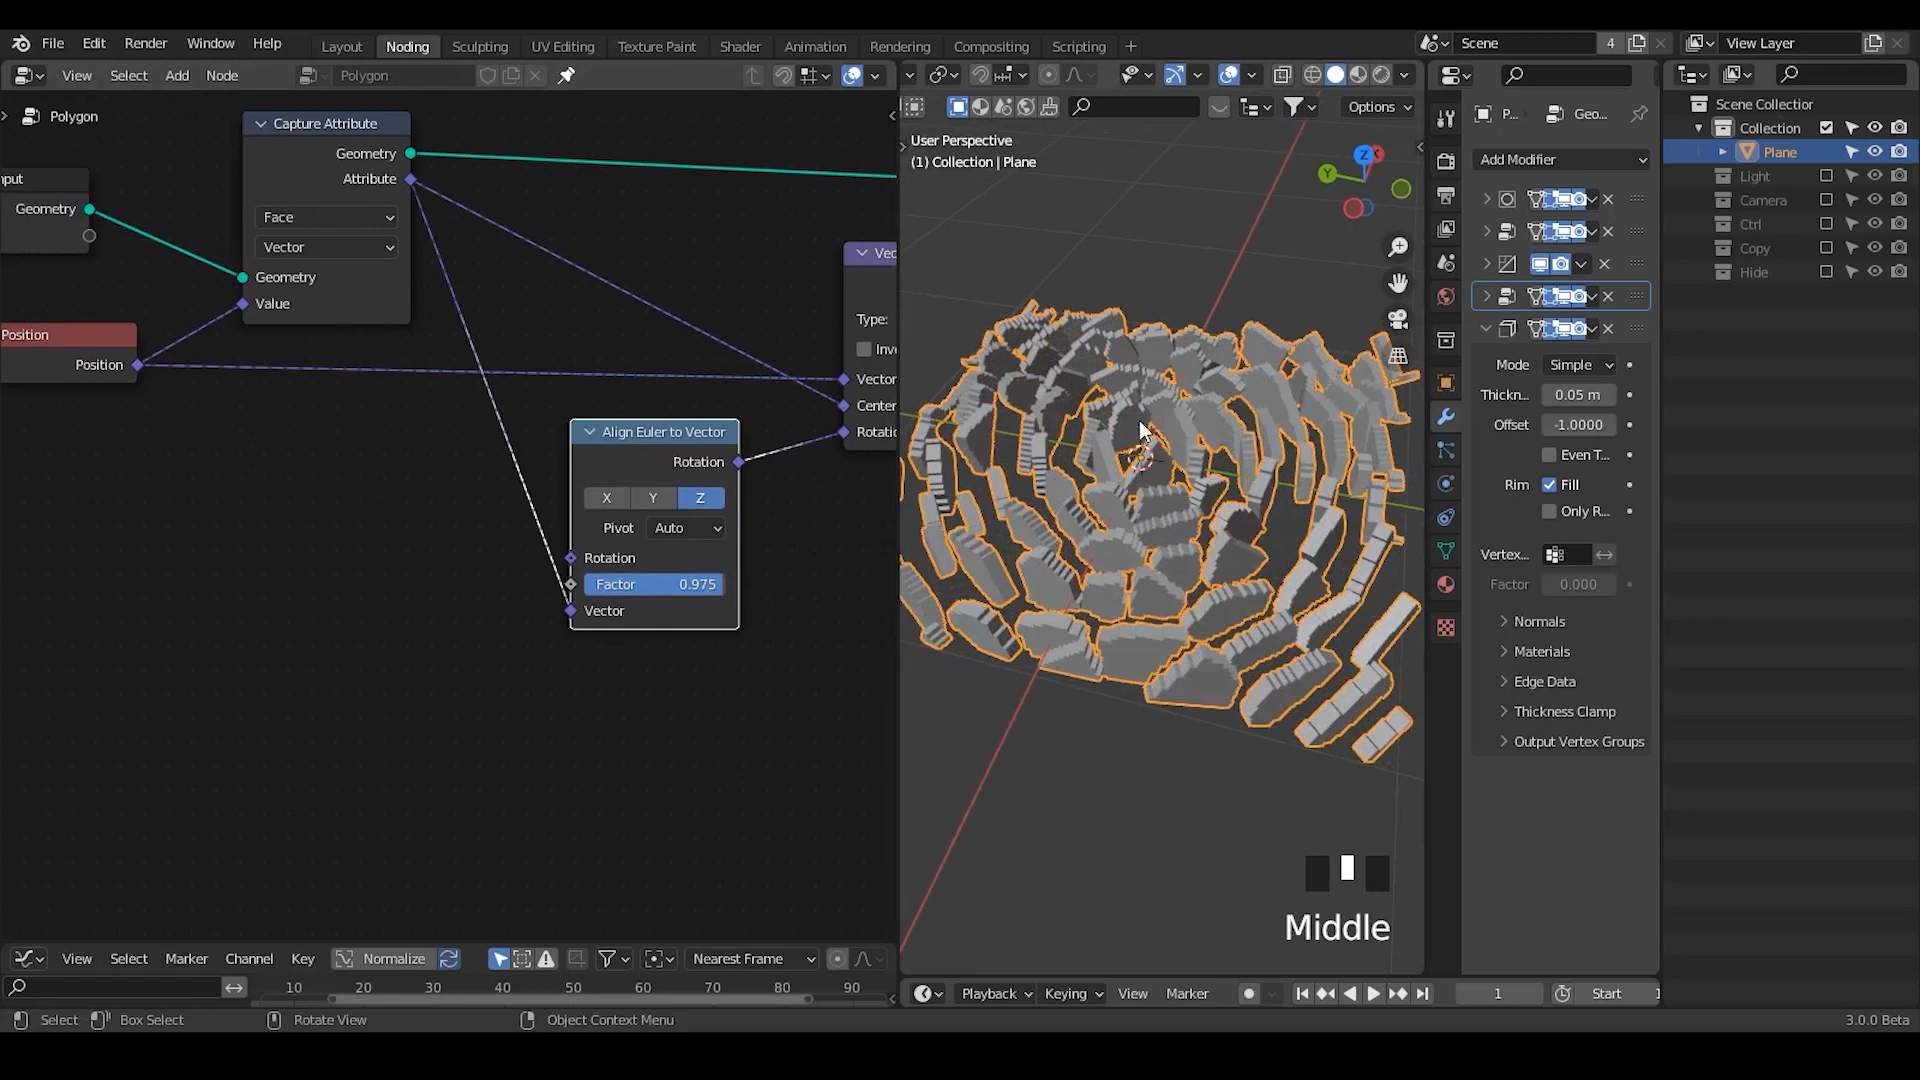 File Edit Render Window Help
Layout Noding Sculpting UV Editing Texture Paint Shader Animation Rendering Compositing Scripting +
Scene 4
View Layer
View Select Add Node
Polygon
Polygon
Capture Attribute
Geometry
Attribute
Face
Vector
Geometry
Value
nput
Geometry
Position
Position
Vec
Type:
Inve
Vector
Center
Rotatio
Align Euler to Vector
Rotation
X Y Z
Pivot Auto
Rotation
Factor 0.975
Vector
Options
User Perspective
(1) Collection | Plane
Z
Y
X
Middle
P... Geo...
Add Modifier
Mode Simple
Thickn... 0.05 m
Offset -1.0000
Even T...
Rim Fill
Only R...
Vertex...
Factor 0.000
Normals
Materials
Edge Data
Thickness Clamp
Output Vertex Groups
Scene Collection
Collection
Plane
Light
Camera
Ctrl
Copy
Hide
View Select Marker Channel Key Normalize Nearest Frame
10 20 30 40 50 60 70 80 90
Playback Keying View Marker 1 Start 1
Select Box Select Rotate View Object Context Menu 3.0.0 Beta